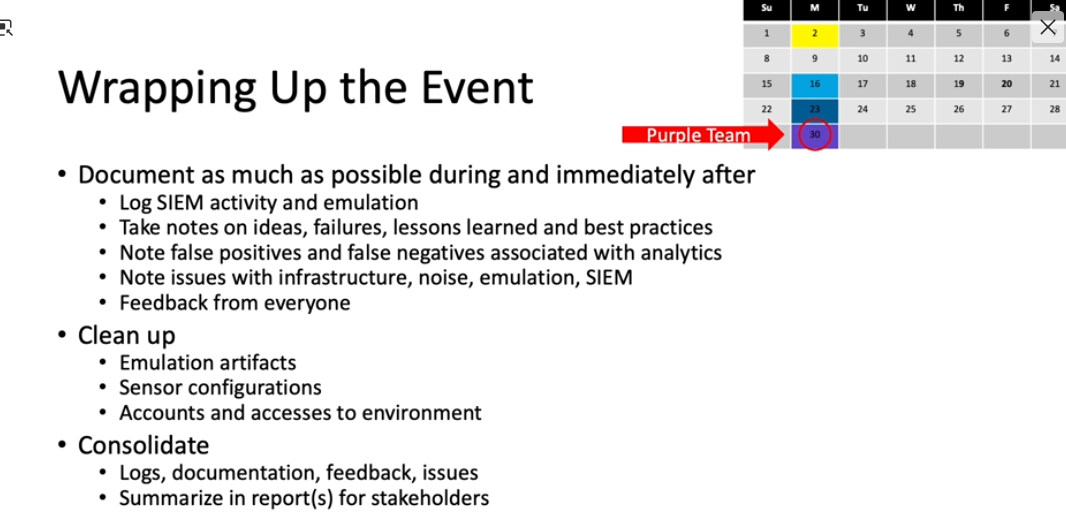 Su M Tu W Th F Sa
1 2 3 4 5 6
8 9 10 11 12 13 14
15 16 17 18 19 20 21
22 23 24 25 26 27 28
30
Purple Team
Wrapping Up the Event
• Document as much as possible during and immediately after
• Log SIEM activity and emulation
• Take notes on ideas, failures, lessons learned and best practices
• Note false positives and false negatives associated with analytics
• Note issues with infrastructure, noise, emulation, SIEM
• Feedback from everyone
• Clean up
• Emulation artifacts
• Sensor configurations
• Accounts and accesses to environment
• Consolidate
• Logs, documentation, feedback, issues
• Summarize in report(s) for stakeholders